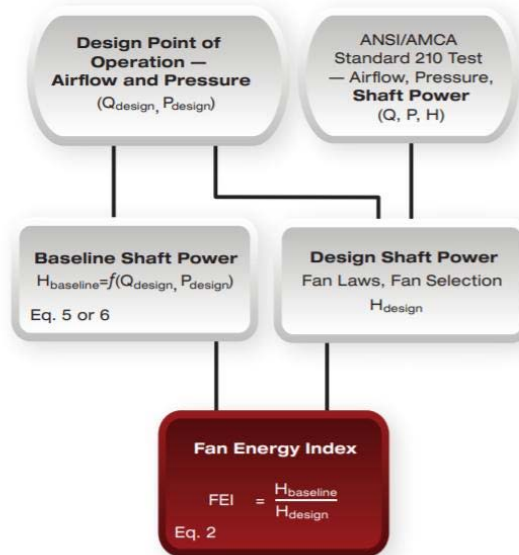 Design Point of
Operation —
Airflow and Pressure
(Qdesign, Pdesign)
ANSI/AMCA
Standard 210 Test
— Airflow, Pressure,
Shaft Power
(Q, P, H)
Baseline Shaft Power
Hbaseline=f(Qdesign, Pdesign)
Eq. 5 or 6
Design Shaft Power
Fan Laws, Fan Selection
Hdesign
Fan Energy Index
FEI = Hbaseline
Hdesign
Eq. 2